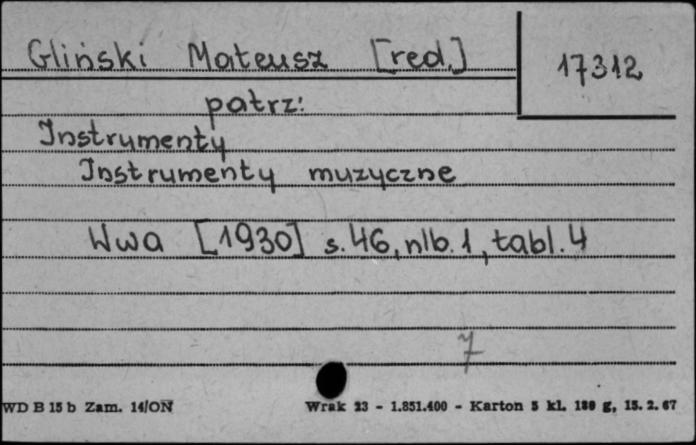 Gliński Mateusz [red.] 17312
patrz:
Instrumenty
Instrumenty muzyczne
Wwa [1930] s. 46, nlb. 1, tabl. 4
7
WD B 15 b Zam. 14/ON Wrak 23 - 1.851.400 - Karton 5 kl. 180 g, 15. 2. 67